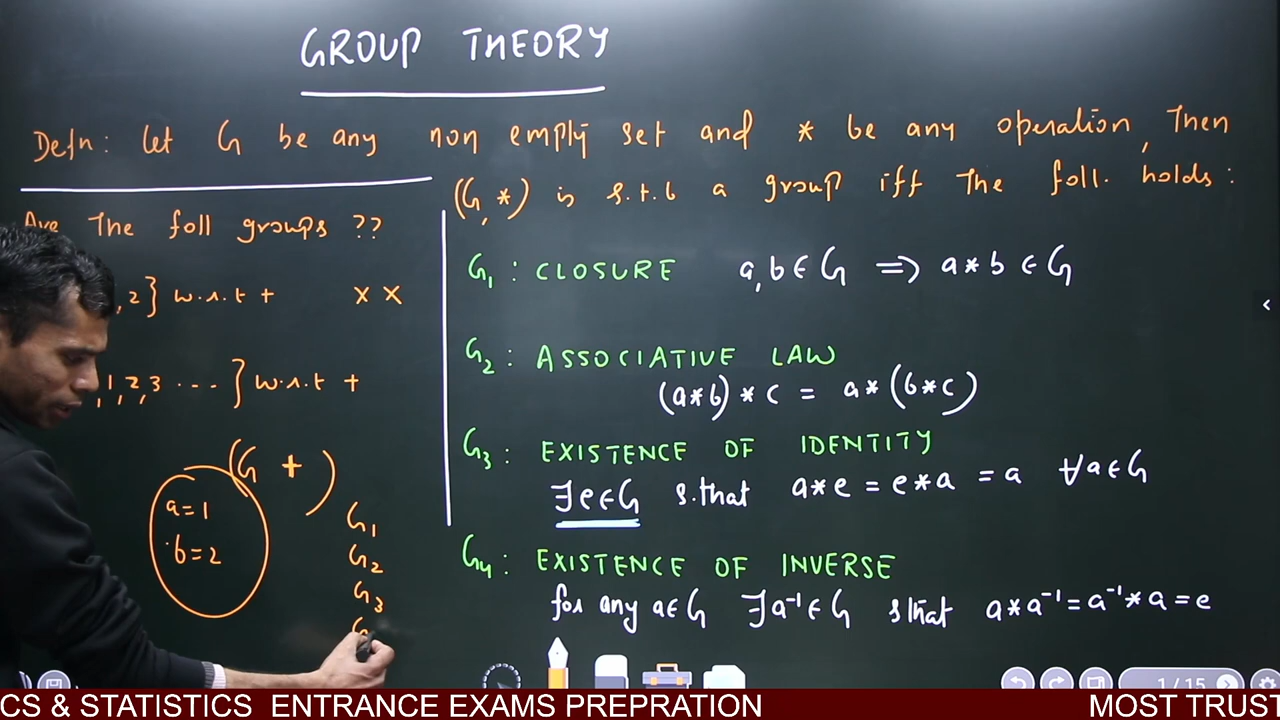 GROUP THEORY
Defn: Let G be any non empty set and * be any operation, Then
(G, *) is s.t.b a group iff The foll. holds:
Are The foll groups ??
, 2} w.r.t + x x
, 1, 2, 3 ... } w.r.t +
(G + )
a = 1
b = 2
G1
G2
G3
G1 : CLOSURE a, b ∈ G ⇒ a * b ∈ G
G2 : ASSOCIATIVE LAW
(a * b) * c = a * (b * c)
G3 : EXISTENCE OF IDENTITY
∃ e ∈ G s.that a * e = e * a = a ∀ a ∈ G
G4 : EXISTENCE OF INVERSE
for any a ∈ G ∃ a⁻¹ ∈ G s that a * a⁻¹ = a⁻¹ * a = e
1 / 15
CS & STATISTICS ENTRANCE EXAMS PREPRATION MOST TRUST